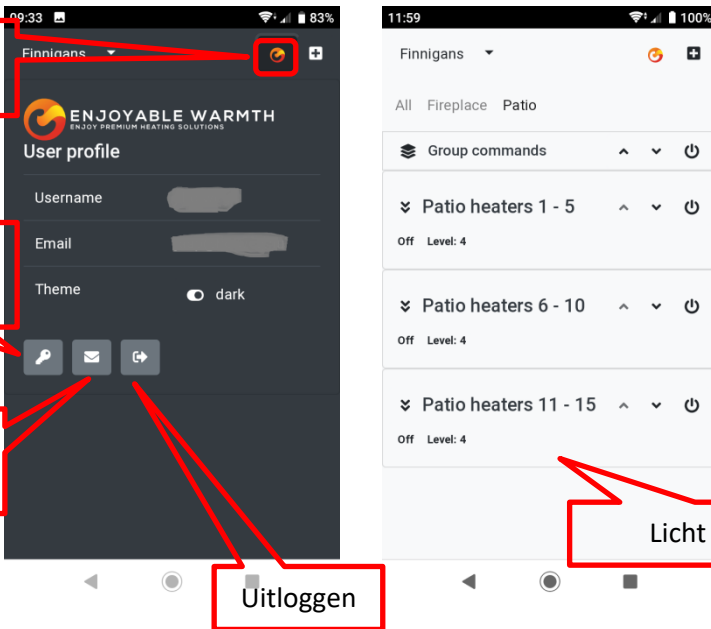 09:33 83%
Finnigans
ENJOYABLE WARMTH
ENJOY PREMIUM HEATING SOLUTIONS
User profile
Username
Email
Theme dark
Uitloggen
11:59 100%
Finnigans
All Fireplace Patio
Group commands
Patio heaters 1 - 5
Off Level: 4
Patio heaters 6 - 10
Off Level: 4
Patio heaters 11 - 15
Off Level: 4
Licht